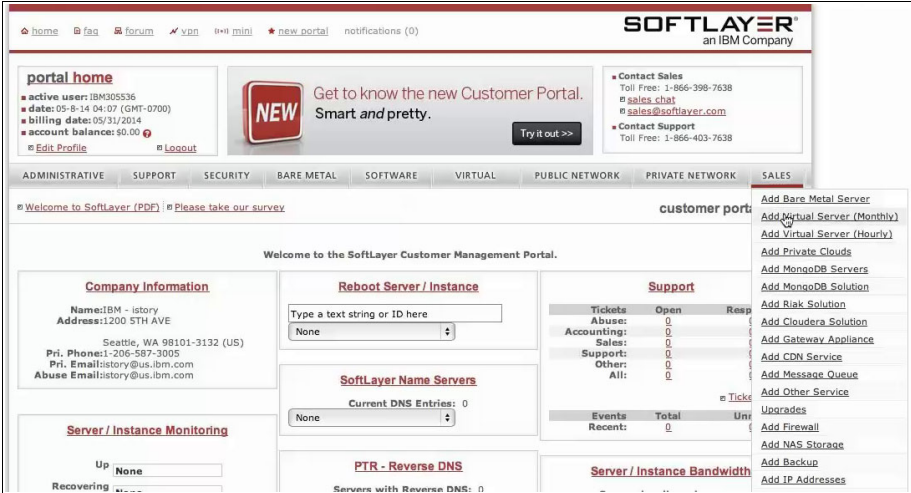 home faq forum vpn mini new portal notifications (0)
SOFTLAYER®
an IBM Company
portal home
active user: IBM305536
date: 05-8-14 04:07 (GMT-0700)
billing date: 05/31/2014
account balance: $0.00
Edit Profile Logout
NEW
Get to know the new Customer Portal.
Smart and pretty.
Try it out >>
Contact Sales
Toll Free: 1-866-398-7638
sales chat
sales@softlayer.com
Contact Support
Toll Free: 1-866-403-7638
ADMINISTRATIVE SUPPORT SECURITY BARE METAL SOFTWARE VIRTUAL PUBLIC NETWORK PRIVATE NETWORK SALES
Welcome to SoftLayer (PDF) Please take our survey
customer porta
Add Bare Metal Server
Add Virtual Server (Monthly)
Add Virtual Server (Hourly)
Add Private Clouds
Add MongoDB Servers
Add MongoDB Solution
Add Riak Solution
Add Cloudera Solution
Add Gateway Appliance
Add CDN Service
Add Message Queue
Add Other Service
Upgrades
Add Firewall
Add NAS Storage
Add Backup
Add IP Addresses
Welcome to the SoftLayer Customer Management Portal.
Company Information
Name:IBM - istory
Address:1200 5TH AVE
Seattle, WA 98101-3132 (US)
Pri. Phone:1-206-587-3005
Pri. Email:istory@us.ibm.com
Abuse Email:istory@us.ibm.com
Server / Instance Monitoring
Up None
Recovering None
Reboot Server / Instance
Type a text string or ID here
None
SoftLayer Name Servers
Current DNS Entries: 0
None
PTR - Reverse DNS
Servers with Reverse DNS: 0
Support
Tickets Open Resp
Abuse: 0
Accounting: 0
Sales: 0
Support: 0
Other: 0
All: 0
Ticke
Events Total Unr
Recent: 0
Server / Instance Bandwidth